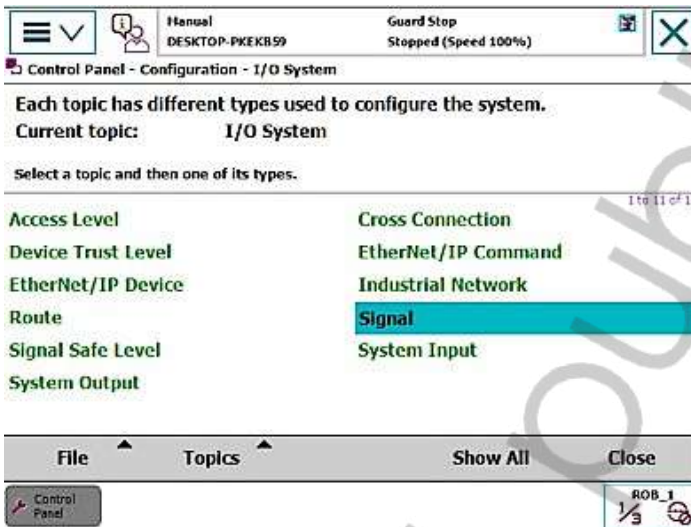 Manual Guard Stop
DESKTOP-PKEKB59 Stopped (Speed 100%)
Control Panel - Configuration - I/O System
Each topic has different types used to configure the system.
Current topic: I/O System
Select a topic and then one of its types.
1 to 11 of 1
Access Level Cross Connection
Device Trust Level EtherNet/IP Command
EtherNet/IP Device Industrial Network
Route Signal
Signal Safe Level System Input
System Output
File Topics Show All Close
Control Panel ROB_1
1/3